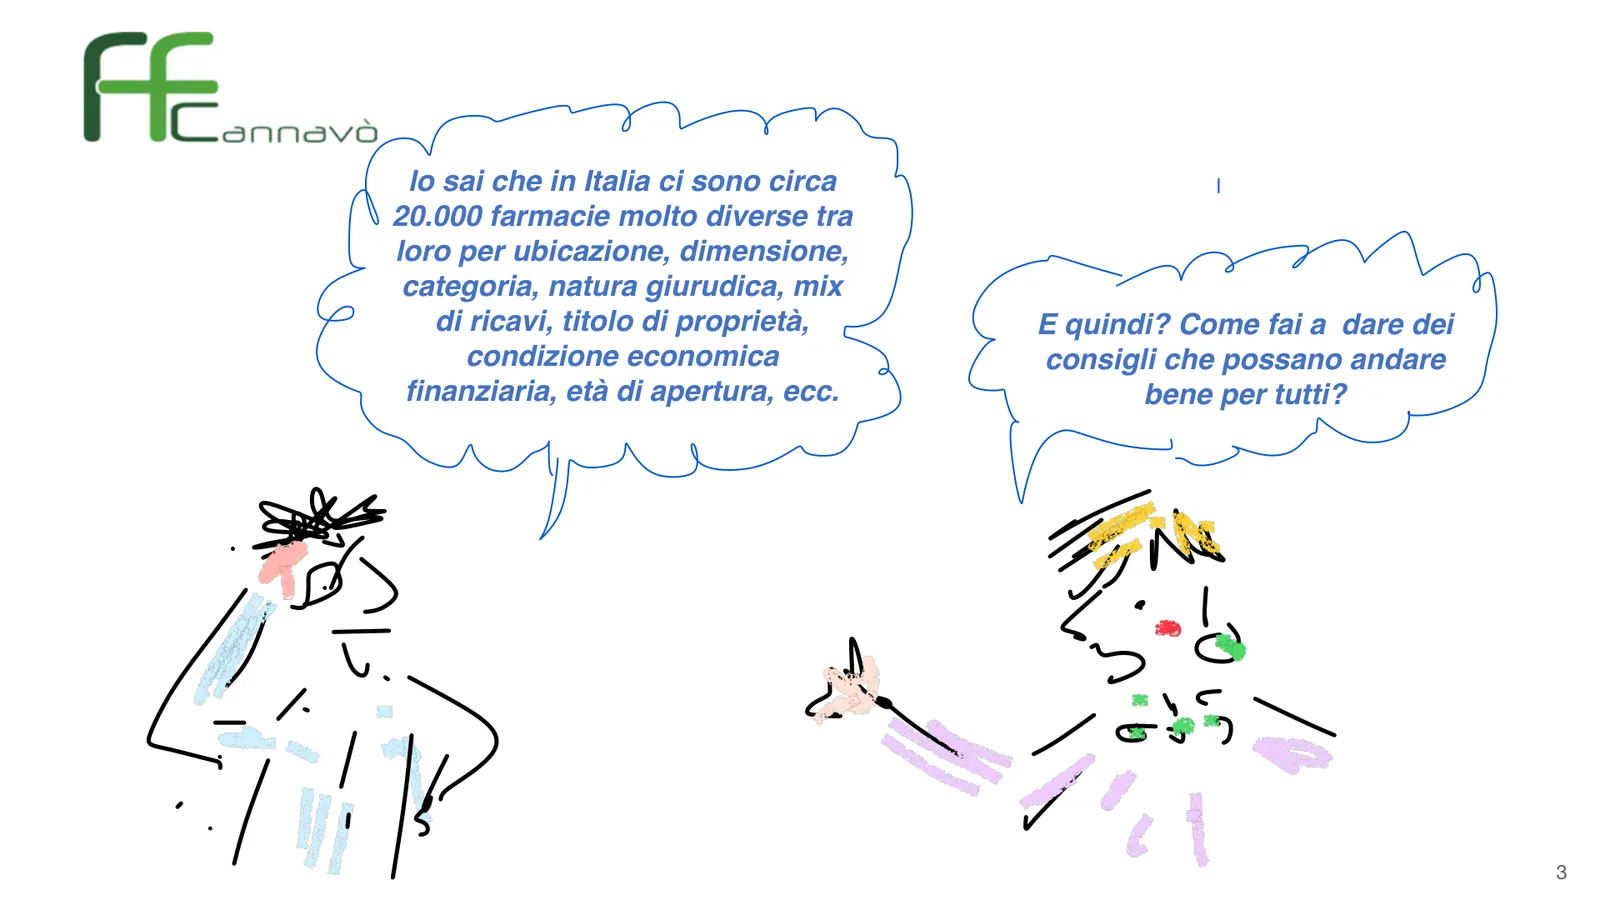 FFCannavò
lo sai che in Italia ci sono circa
20.000 farmacie molto diverse tra
loro per ubicazione, dimensione,
categoria, natura giurudica, mix
di ricavi, titolo di proprietà,
condizione economica
finanziaria, età di apertura, ecc.
E quindi? Come fai a  dare dei
consigli che possano andare
bene per tutti?
3